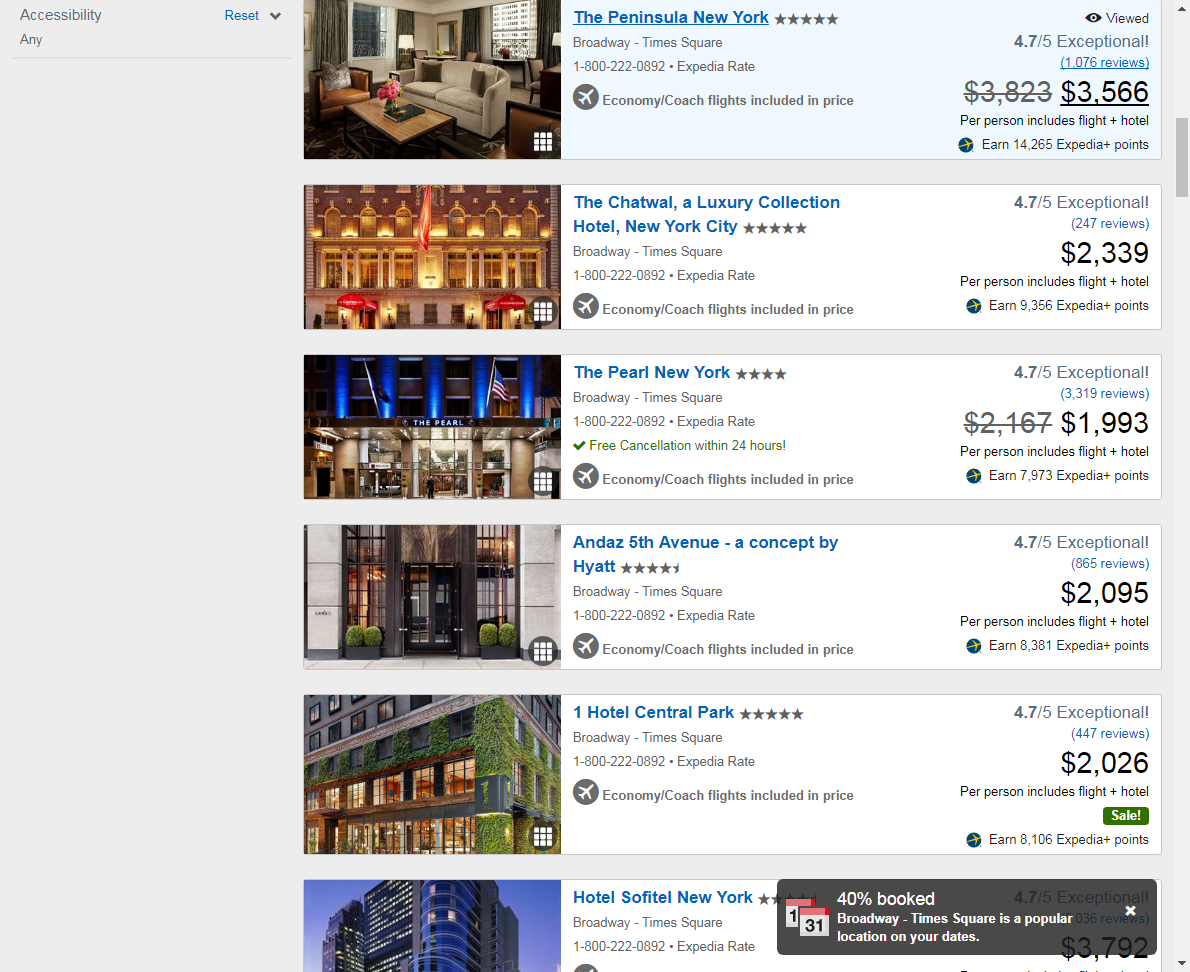 Accessibility Reset
Any
The Peninsula New York
Viewed
Broadway - Times Square
4.7/5 Exceptional!
1-800-222-0892 • Expedia Rate
(1,076 reviews)
$3,823 $3,566
Economy/Coach flights included in price
Per person includes flight + hotel
Earn 14,265 Expedia+ points
The Chatwal, a Luxury Collection
Hotel, New York City
4.7/5 Exceptional!
(247 reviews)
Broadway - Times Square
$2,339
1-800-222-0892 • Expedia Rate
Per person includes flight + hotel
Economy/Coach flights included in price
Earn 9,356 Expedia+ points
THE PEARL
The Pearl New York
4.7/5 Exceptional!
Broadway - Times Square
(3,319 reviews)
1-800-222-0892 • Expedia Rate
$2,167 $1,993
Free Cancellation within 24 hours!
Per person includes flight + hotel
Economy/Coach flights included in price
Earn 7,973 Expedia+ points
Andaz 5th Avenue - a concept by
Hyatt
4.7/5 Exceptional!
(865 reviews)
Broadway - Times Square
$2,095
1-800-222-0892 • Expedia Rate
Per person includes flight + hotel
Economy/Coach flights included in price
Earn 8,381 Expedia+ points
1 Hotel Central Park
4.7/5 Exceptional!
Broadway - Times Square
(447 reviews)
1-800-222-0892 • Expedia Rate
$2,026
Economy/Coach flights included in price
Per person includes flight + hotel
Sale!
Earn 8,106 Expedia+ points
Hotel Sofitel New York
4.7/5 Exceptional!
Broadway - Times Square
reviews)
1-800-222-0892 • Expedia Rate
$3,792
1
31
40% booked
Broadway - Times Square is a popular
location on your dates.